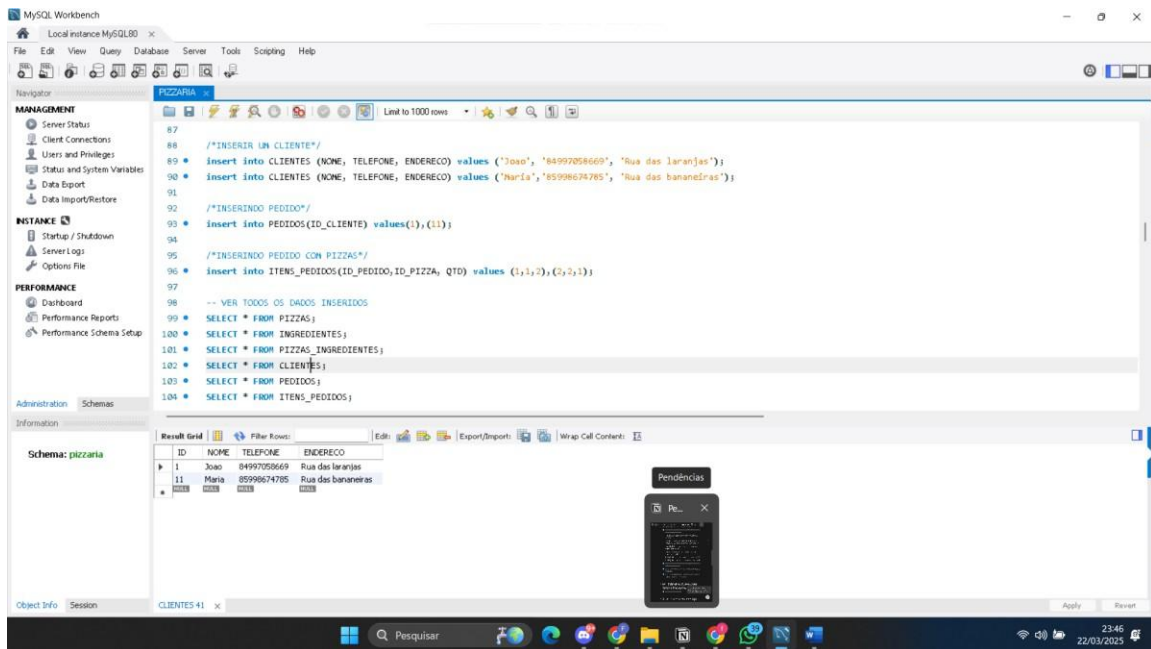 MySQL Workbench
Local instance MySQL80 ×
File Edit View Query Database Server Tools Scripting Help
Navigator
MANAGEMENT
Server Status
Client Connections
Users and Privileges
Status and System Variables
Data Export
Data Import/Restore
INSTANCE
Startup / Shutdown
Server Logs
Options File
PERFORMANCE
Dashboard
Performance Reports
Performance Schema Setup
Administration Schemas
Information
Schema: pizzaria
Object Info Session
PIZZARIA ×
Limit to 1000 rows
87
88 /*INSERIR UM CLIENTE*/
89 insert into CLIENTES (NOME, TELEFONE, ENDERECO) values ('Joao', '84997058669', 'Rua das laranjas');
90 insert into CLIENTES (NOME, TELEFONE, ENDERECO) values ('Maria','85998674785', 'Rua das bananeiras');
91
92 /*INSERINDO PEDIDO*/
93 insert into PEDIDOS(ID_CLIENTE) values(1),(11);
94
95 /*INSERINDO PEDIDO COM PIZZAS*/
96 insert into ITENS_PEDIDOS(ID_PEDIDO,ID_PIZZA, QTD) values (1,1,2),(2,2,1);
97
98 -- VER TODOS OS DADOS INSERIDOS
99 SELECT * FROM PIZZAS;
100 SELECT * FROM INGREDIENTES;
101 SELECT * FROM PIZZAS_INGREDIENTES;
102 SELECT * FROM CLIENTES;
103 SELECT * FROM PEDIDOS;
104 SELECT * FROM ITENS_PEDIDOS;
Result Grid Filter Rows: Edit: Export/Import: Wrap Cell Content:
ID NOME TELEFONE ENDERECO
1 Joao 84997058669 Rua das laranjas
11 Maria 85998674785 Rua das bananeiras
NULL NULL NULL NULL
Pendências
Pe... ×
CLIENTES 41 ×
Apply Revert
Pesquisar
39
23:46
22/03/2025